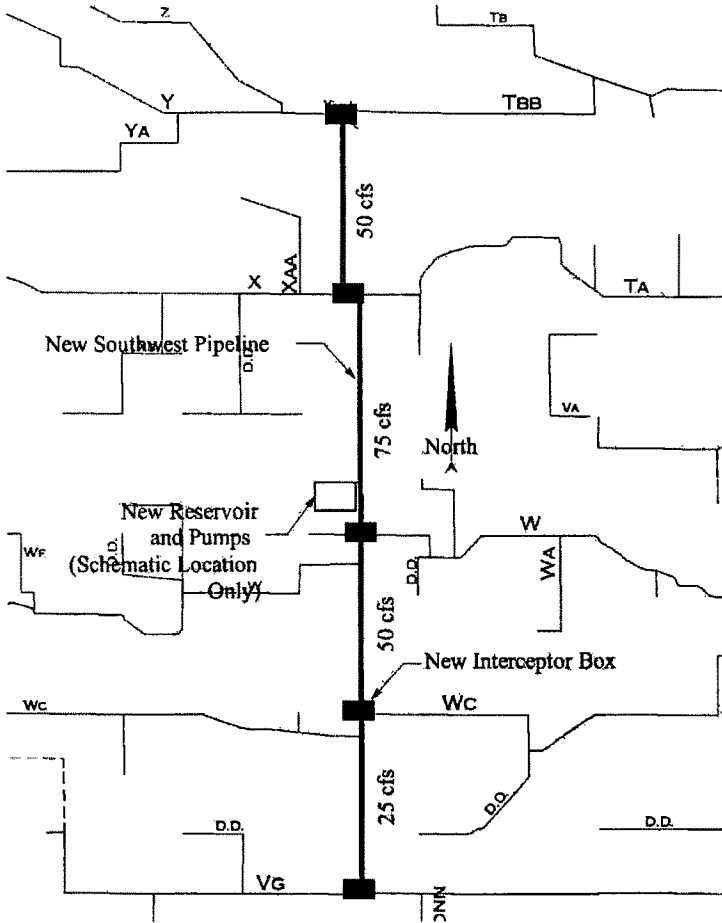 Z
TB
Y
TBB
YA
50 cfs
X
XAA
TA
New Southwest Pipeline
D.D.
VA
75 cfs
North
New Reservoir
and Pumps
(Schematic Location
Only)
W
WF
D.D.
D.D.
WA
W
50 cfs
New Interceptor Box
WC
WC
25 cfs
D.D.
D.D.
D.D.
VG